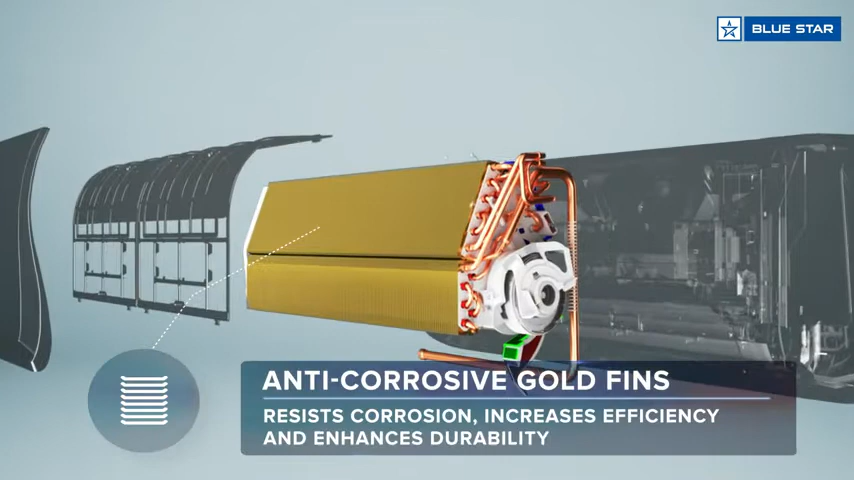 BLUE STAR
ANTI-CORROSIVE GOLD FINS
RESISTS CORROSION, INCREASES EFFICIENCY
AND ENHANCES DURABILITY